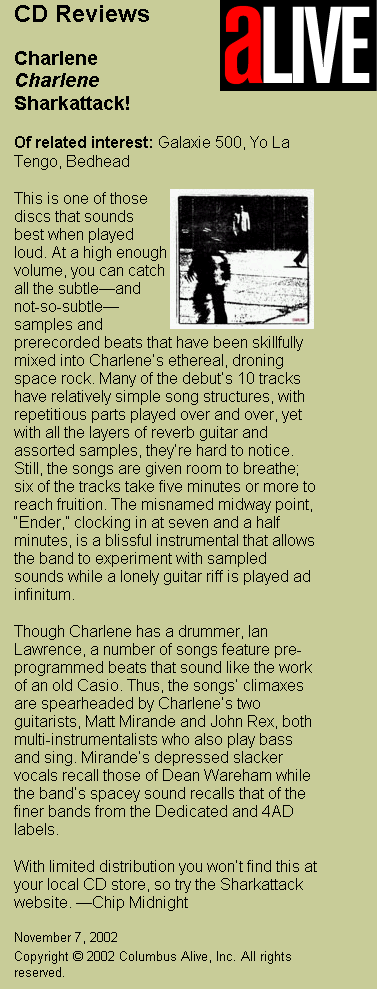 CD Reviews
aLIVE
Charlene
Charlene
Sharkattack!
Of related interest: Galaxie 500, Yo La
Tengo, Bedhead
This is one of those
discs that sounds
best when played
loud. At a high enough
volume, you can catch
all the subtle—and
not-so-subtle—
samples and
prerecorded beats that have been skillfully
mixed into Charlene's ethereal, droning
space rock. Many of the debut's 10 tracks
have relatively simple song structures, with
repetitious parts played over and over, yet
with all the layers of reverb guitar and
assorted samples, they're hard to notice.
Still, the songs are given room to breathe;
six of the tracks take five minutes or more to
reach fruition. The misnamed midway point,
“Ender,” clocking in at seven and a half
minutes, is a blissful instrumental that allows
the band to experiment with sampled
sounds while a lonely guitar riff is played ad
infinitum.
Though Charlene has a drummer, Ian
Lawrence, a number of songs feature pre-
programmed beats that sound like the work
of an old Casio. Thus, the songs' climaxes
are spearheaded by Charlene's two
guitarists, Matt Mirande and John Rex, both
multi-instrumentalists who also play bass
and sing. Mirande's depressed slacker
vocals recall those of Dean Wareham while
the band's spacey sound recalls that of the
finer bands from the Dedicated and 4AD
labels.
With limited distribution you won't find this at
your local CD store, so try the Sharkattack
website. —Chip Midnight
November 7, 2002
Copyright © 2002 Columbus Alive, Inc. All rights
reserved.